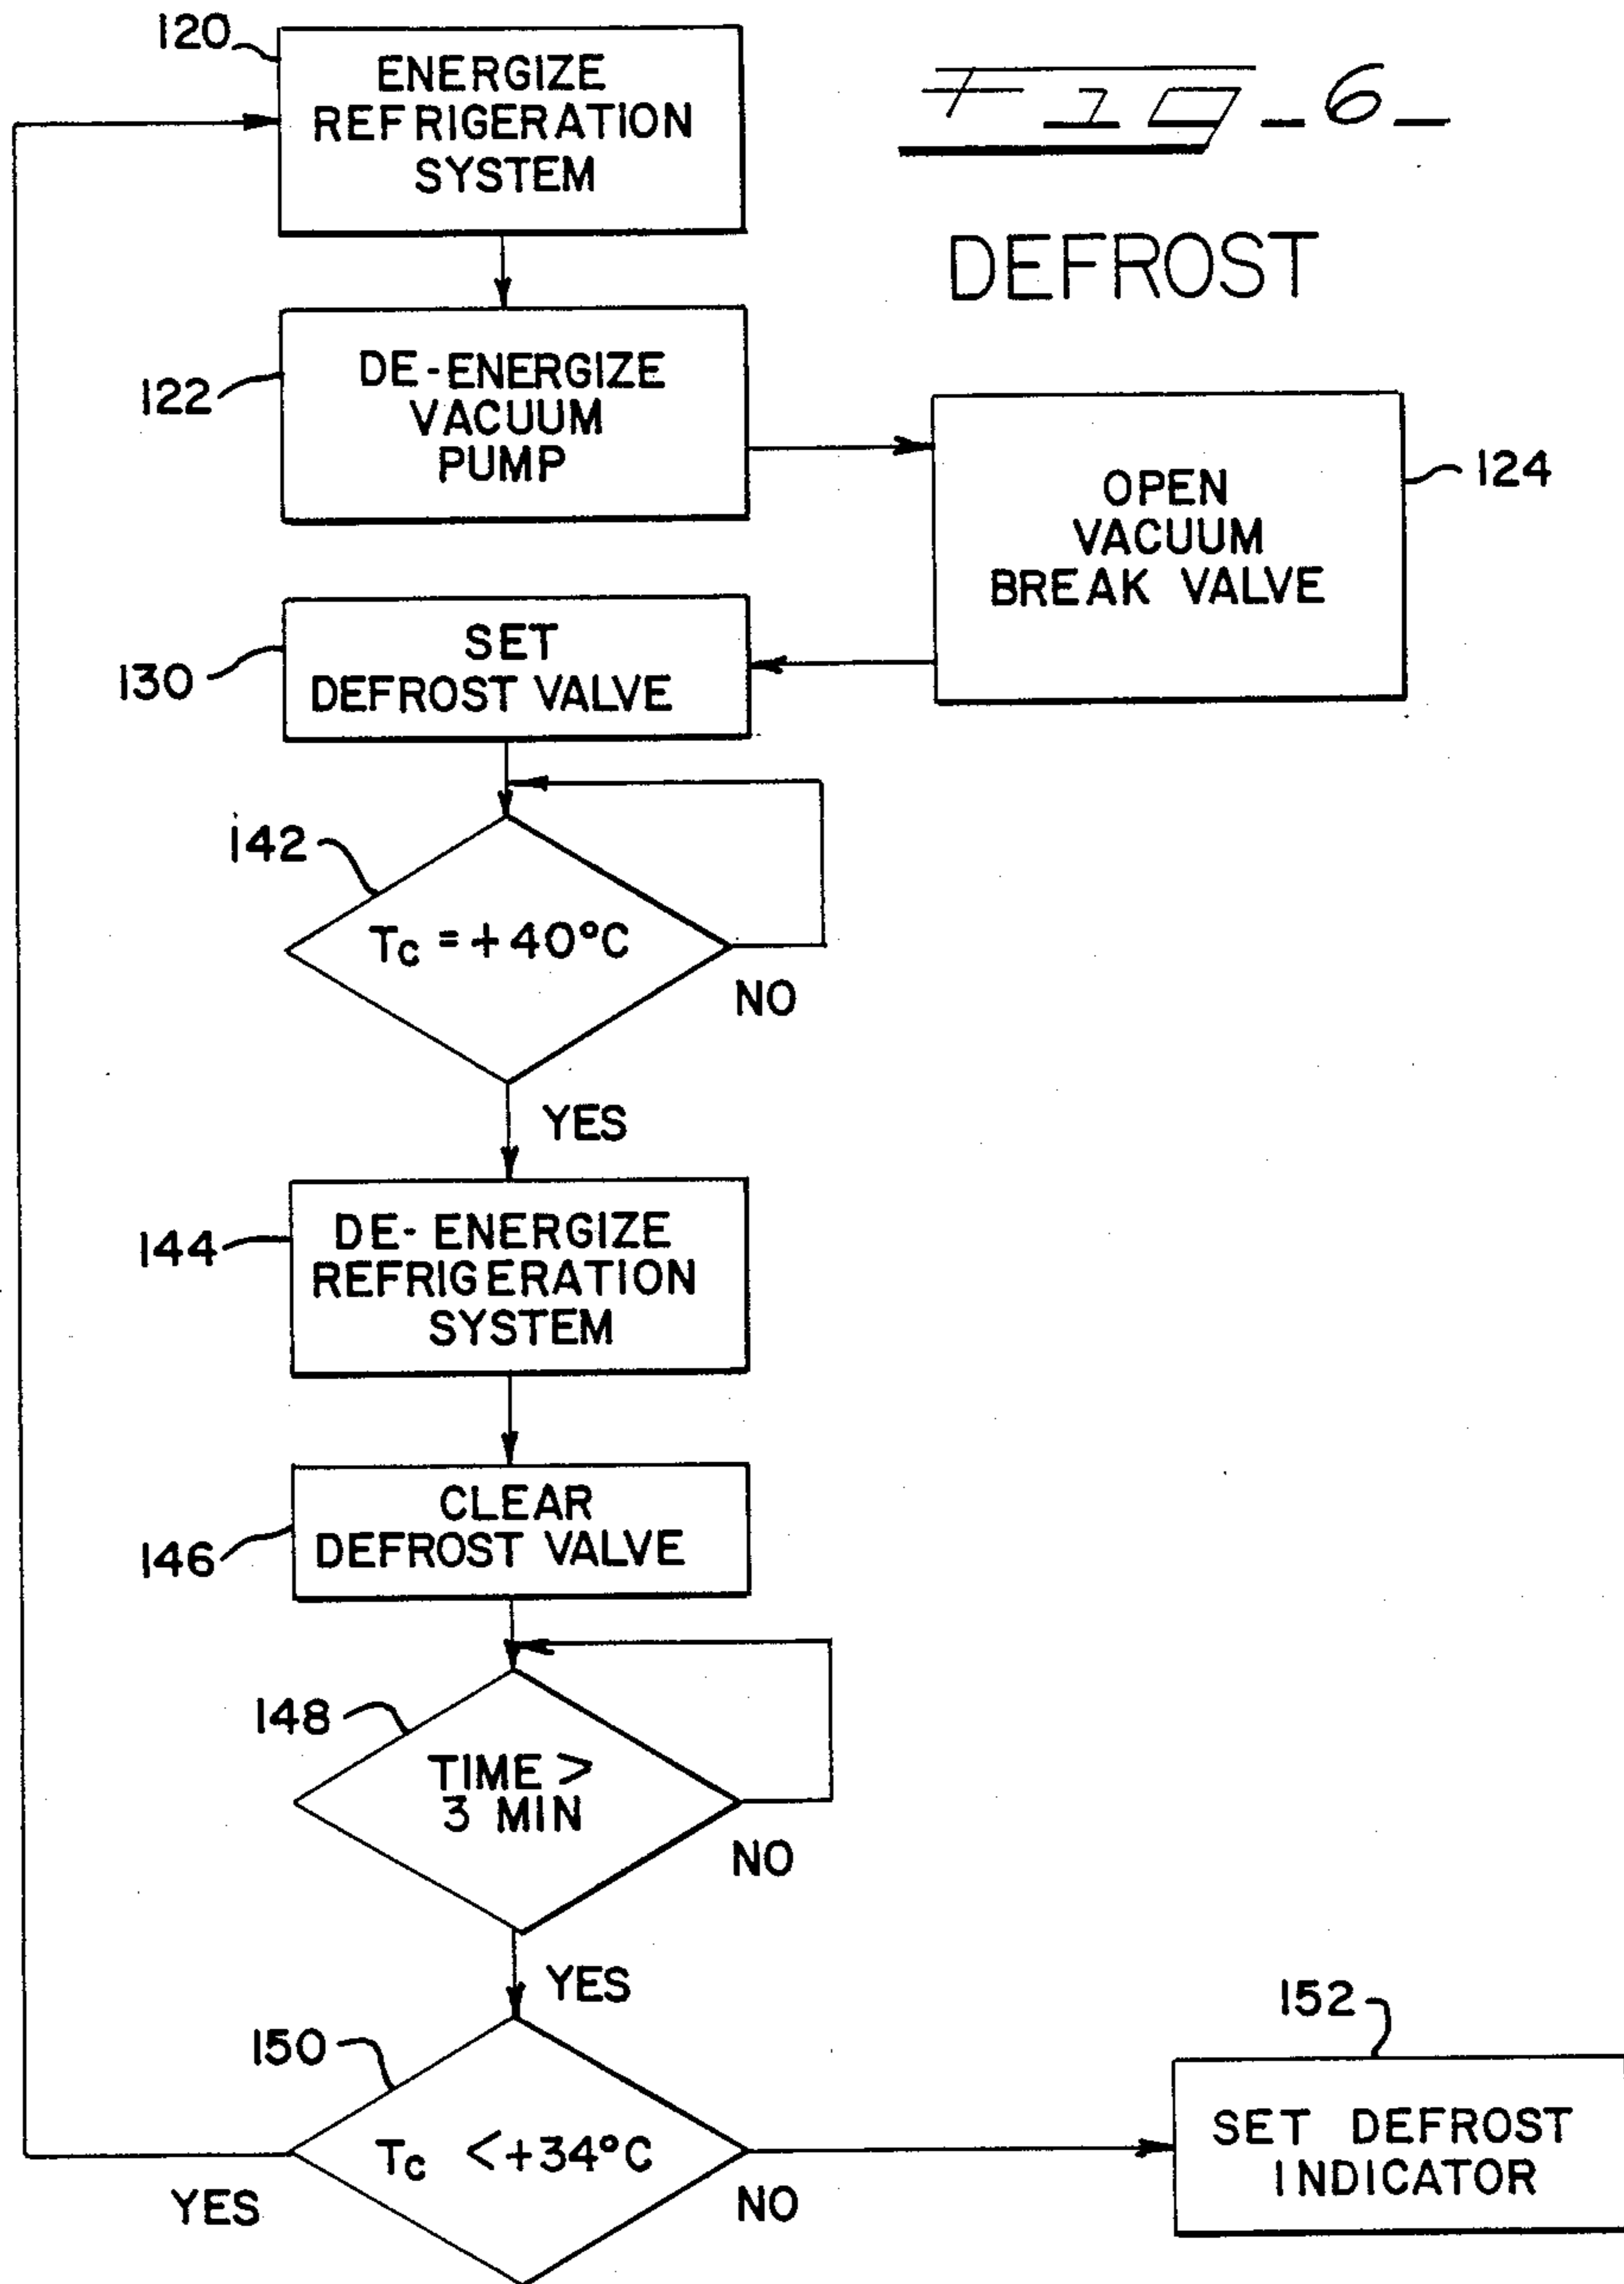 120
ENERGIZE
REFRIGERATION
SYSTEM
Fig_6_
DEFROST
122
DE-ENERGIZE
VACUUM
PUMP
124
OPEN
VACUUM
BREAK VALVE
130
SET
DEFROST VALVE
142
Tc = +40°C
NO
YES
144
DE-ENERGIZE
REFRIGERATION
SYSTEM
146
CLEAR
DEFROST VALVE
148
TIME >
3 MIN
NO
YES
150
Tc <+34°C
YES
NO
152
SET DEFROST
INDICATOR